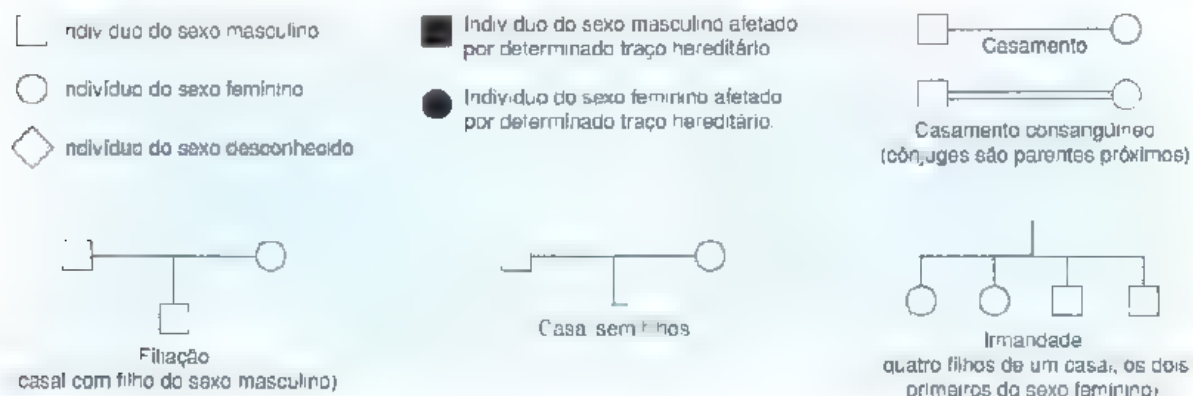 ndiv duo do sexo masculino
ndivíduo do sexo feminino
ndivíduo do sexo desconhecido
Indiv duo do sexo masculino afetado
por determinado traço hereditário
Indivíduo do sexo feminino afetado
por determinado traço hereditário.
Casamento
Casamento consangüíneo
(cônjuges são parentes próximos)
Filiação
casal com filho do sexo masculino)
Casa sem hos
Irmandade
quatro filhos de um casal, os dois
primeiros do sexo feminino)